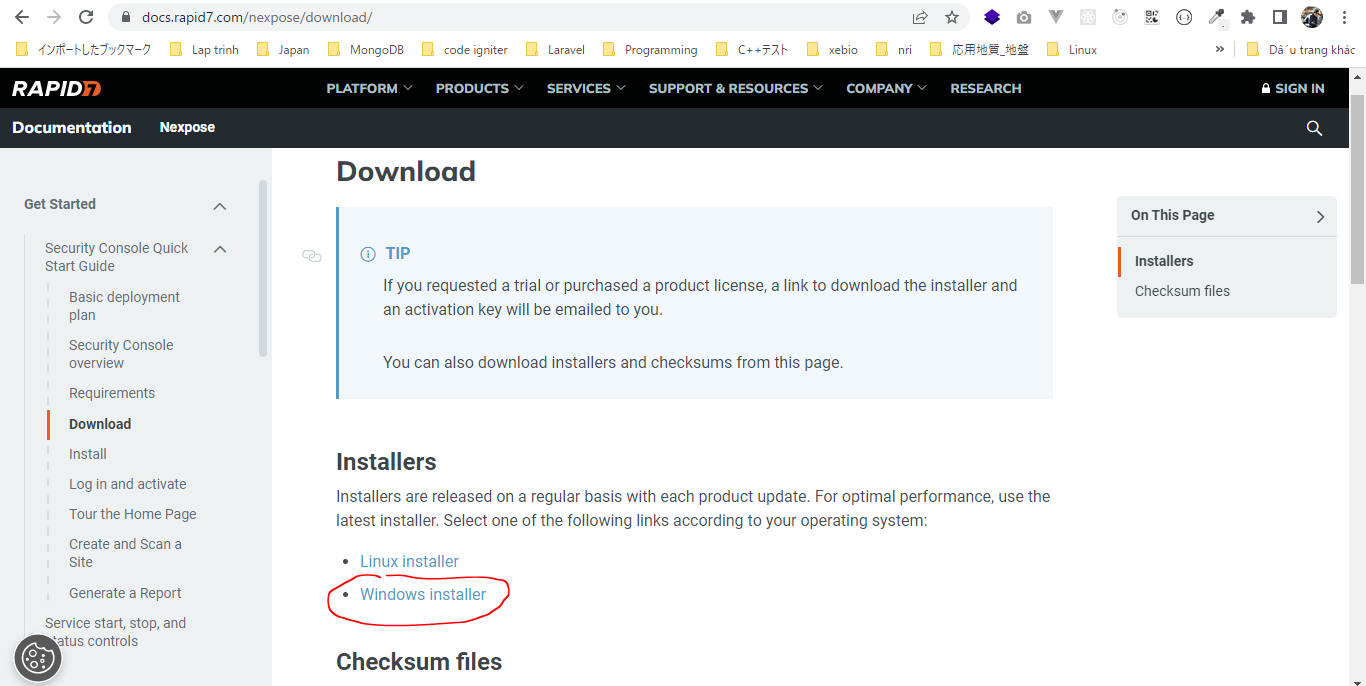 docs.rapid7.com/nexpose/download/
インポートしたブックマーク Lap trinh Japan MongoDB code igniter Laravel Programming C++テスト xebio nri 応用地質_地盤 Linux » Dấu trang khác
RAPID7 PLATFORM PRODUCTS SERVICES SUPPORT & RESOURCES COMPANY RESEARCH SIGN IN
Documentation Nexpose
Get Started
Security Console Quick
Start Guide
Basic deployment
plan
Security Console
overview
Requirements
Download
Install
Log in and activate
Tour the Home Page
Create and Scan a
Site
Generate a Report
Service start, stop, and
status controls
Download
TIP
If you requested a trial or purchased a product license, a link to download the installer and
an activation key will be emailed to you.
You can also download installers and checksums from this page.
Installers
Installers are released on a regular basis with each product update. For optimal performance, use the
latest installer. Select one of the following links according to your operating system:
• Linux installer
• Windows installer
Checksum files
On This Page
Installers
Checksum files